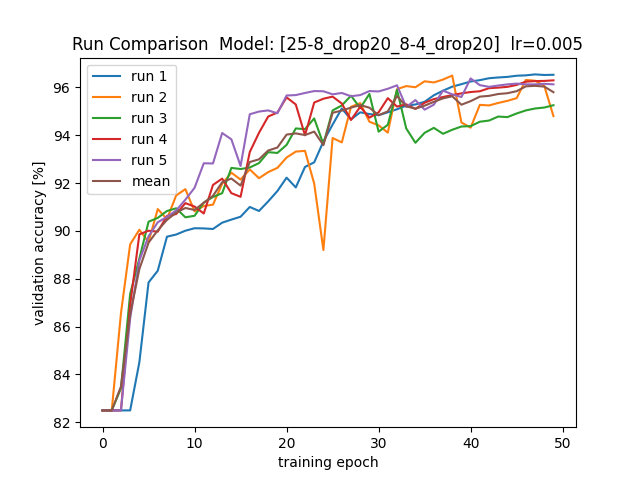 Run Comparison  Model: [25-8_drop20_8-4_drop20]  lr=0.005
run 1
run 2
run 3
run 4
run 5
mean
validation accuracy [%]
96
94
92
90
88
86
84
82
0
10
20
30
40
50
training epoch